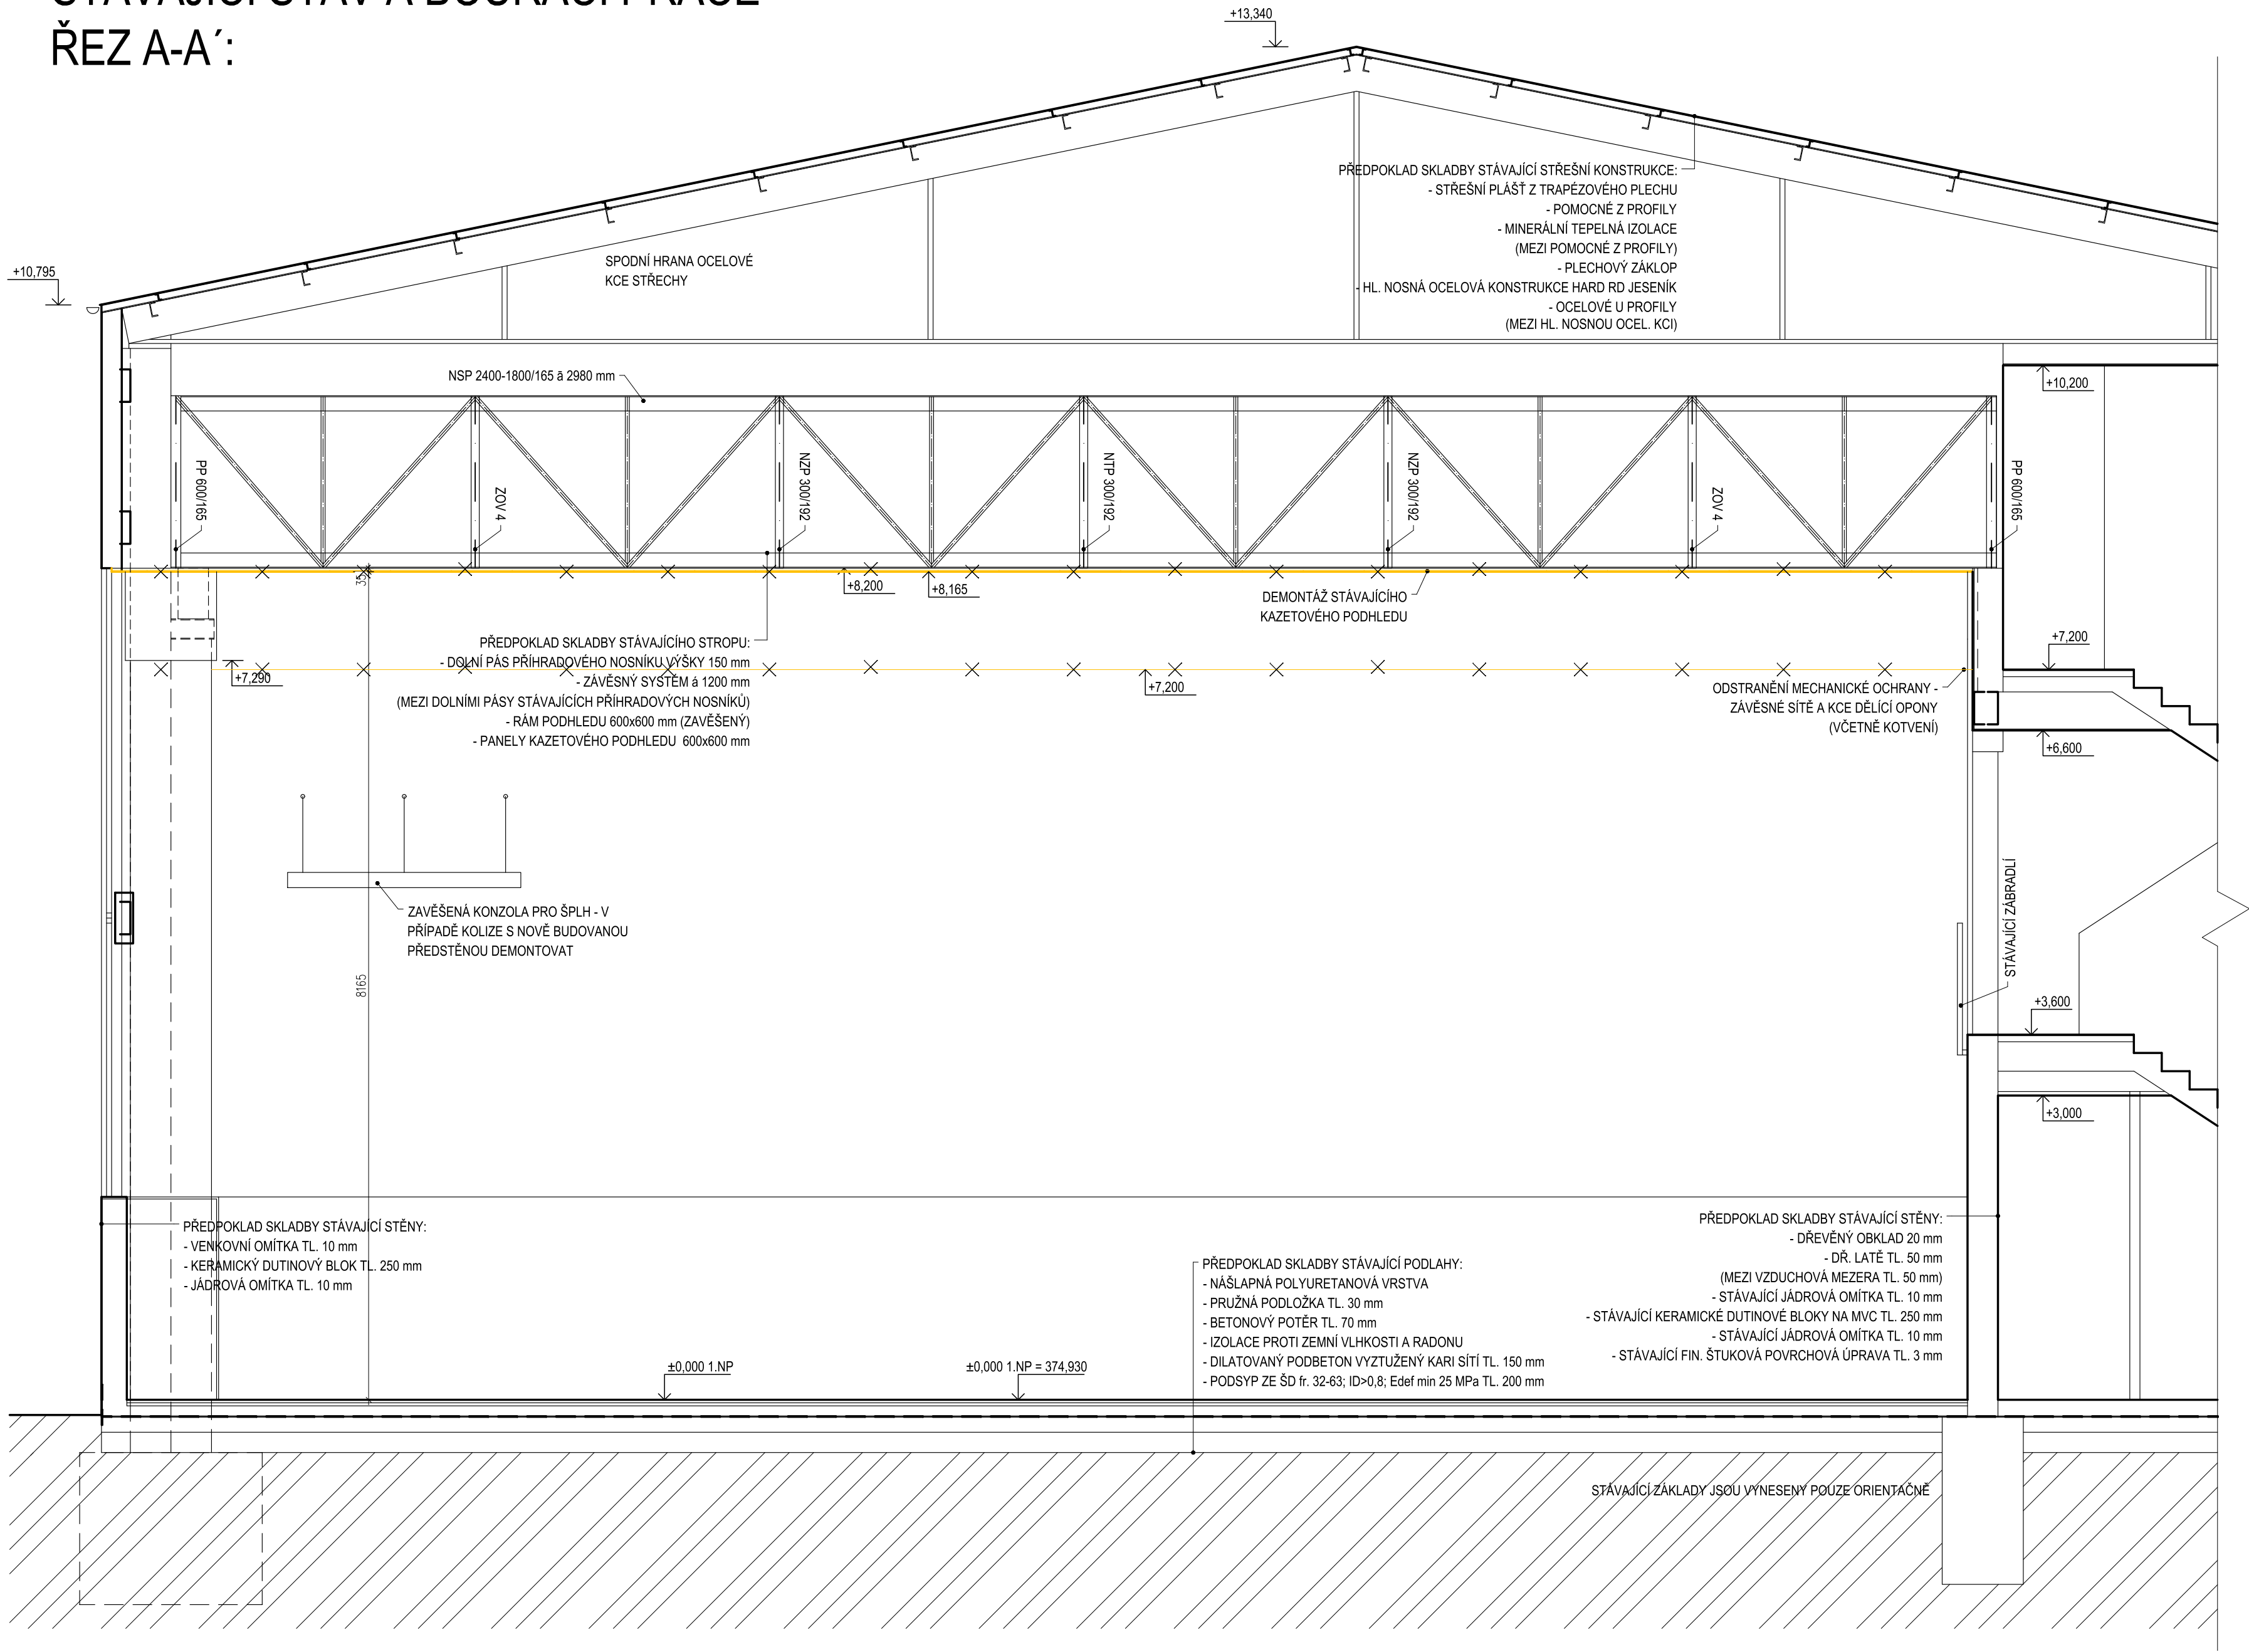 ŘEZ A-A´:
+13,340
PŘEDPOKLAD SKLADBY STÁVAJÍCÍ STŘEŠNÍ KONSTRUKCE:
- STŘEŠNÍ PLÁŠŤ Z TRAPÉZOVÉHO PLECHU
- POMOCNÉ Z PROFILY
- MINERÁLNÍ TEPELNÁ IZOLACE
(MEZI POMOCNÉ Z PROFILY)
- PLECHOVÝ ZÁKLOP
- HL. NOSNÁ OCELOVÁ KONSTRUKCE HARD RD JESENÍK
- OCELOVÉ U PROFILY
(MEZI HL. NOSNOU OCEL. KCI)
SPODNÍ HRANA OCELOVÉ
KCE STŘECHY
+10,795
NSP 2400-1800/165 ã 2980 mm
+10,200
PP 600/165
ZOV 4
NZP 300/192
NTP 300/192
NZP 300/192
ZOV 4
PP 600/165
35
+8,200
+8,165
DEMONTÁŽ STÁVAJÍCÍHO
KAZETOVÉHO PODHLEDU
PŘEDPOKLAD SKLADBY STÁVAJÍCÍHO STROPU:
- DOLNÍ PÁS PŘÍHRADOVÉHO NOSNÍKU VÝŠKY 150 mm
- ZÁVĚSNÝ SYSTÉM á 1200 mm
(MEZI DOLNÍMI PÁSY STÁVAJÍCÍCH PŘÍHRADOVÝCH NOSNÍKŮ)
- RÁM PODHLEDU 600x600 mm (ZAVĚŠENÝ)
- PANELY KAZETOVÉHO PODHLEDU 600x600 mm
+7,290
+7,200
+7,200
ODSTRANĚNÍ MECHANICKÉ OCHRANY -
ZÁVĚSNÉ SÍTĚ A KCE DĚLÍCÍ OPONY
(VČETNĚ KOTVENÍ)
+6,600
ZAVĚŠENÁ KONZOLA PRO ŠPLH - V
PŘÍPADĚ KOLIZE S NOVĚ BUDOVANOU
PŘEDSTĚNOU DEMONTOVAT
8165
STÁVAJÍCÍ ZÁBRADLÍ
+3,600
+3,000
PŘEDPOKLAD SKLADBY STÁVAJÍCÍ STĚNY:
- VENKOVNÍ OMÍTKA TL. 10 mm
- KERAMICKÝ DUTINOVÝ BLOK TL. 250 mm
- JÁDROVÁ OMÍTKA TL. 10 mm
±0,000 1.NP
±0,000 1.NP = 374,930
PŘEDPOKLAD SKLADBY STÁVAJÍCÍ PODLAHY:
- NÁŠLAPNÁ POLYURETANOVÁ VRSTVA
- PRUŽNÁ PODLOŽKA TL. 30 mm
- BETONOVÝ POTĚR TL. 70 mm
- IZOLACE PROTI ZEMNÍ VLHKOSTI A RADONU
- DILATOVANÝ PODBETON VYZTUŽENÝ KARI SÍTÍ TL. 150 mm
- PODSYP ZE ŠD fr. 32-63; ID>0,8; Edef min 25 MPa TL. 200 mm
PŘEDPOKLAD SKLADBY STÁVAJÍCÍ STĚNY:
- DŘEVĚNÝ OBKLAD 20 mm
- DŘ. LATĚ TL. 50 mm
(MEZI VZDUCHOVÁ MEZERA TL. 50 mm)
- STÁVAJÍCÍ JÁDROVÁ OMÍTKA TL. 10 mm
- STÁVAJÍCÍ KERAMICKÉ DUTINOVÉ BLOKY NA MVC TL. 250 mm
- STÁVAJÍCÍ JÁDROVÁ OMÍTKA TL. 10 mm
- STÁVAJÍCÍ FIN. ŠTUKOVÁ POVRCHOVÁ ÚPRAVA TL. 3 mm
STÁVAJÍCÍ ZÁKLADY JSOU VYNESENY POUZE ORIENTAČNĚ